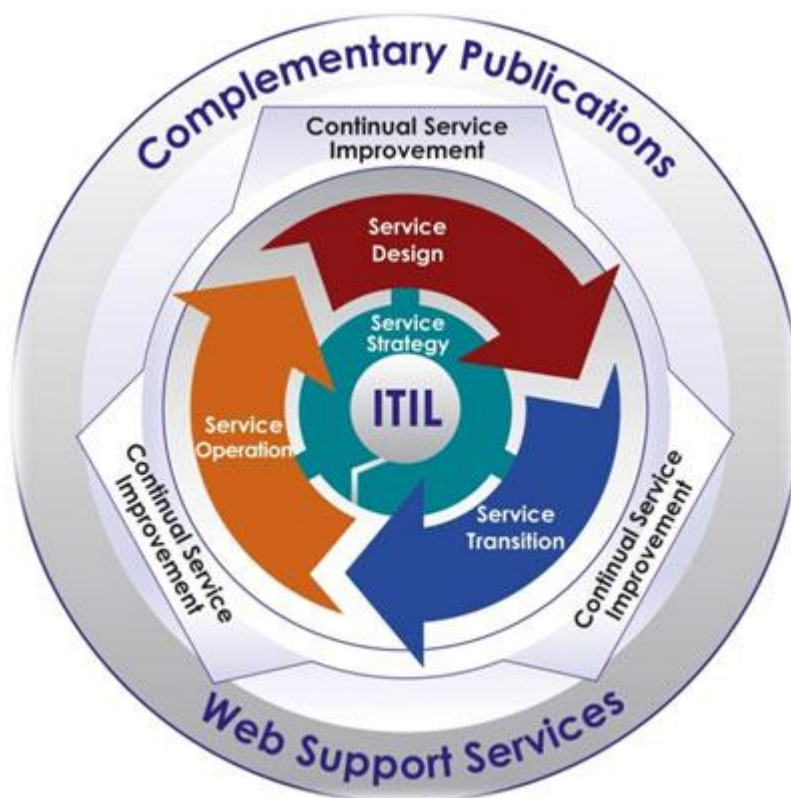 Complementary Publications
Continual Service
Improvement
Service
Design
Service
Strategy
ITIL
Service
Operation
Service
Transition
Continual Service
Improvement
Continual Service
Improvement
Web Support Services